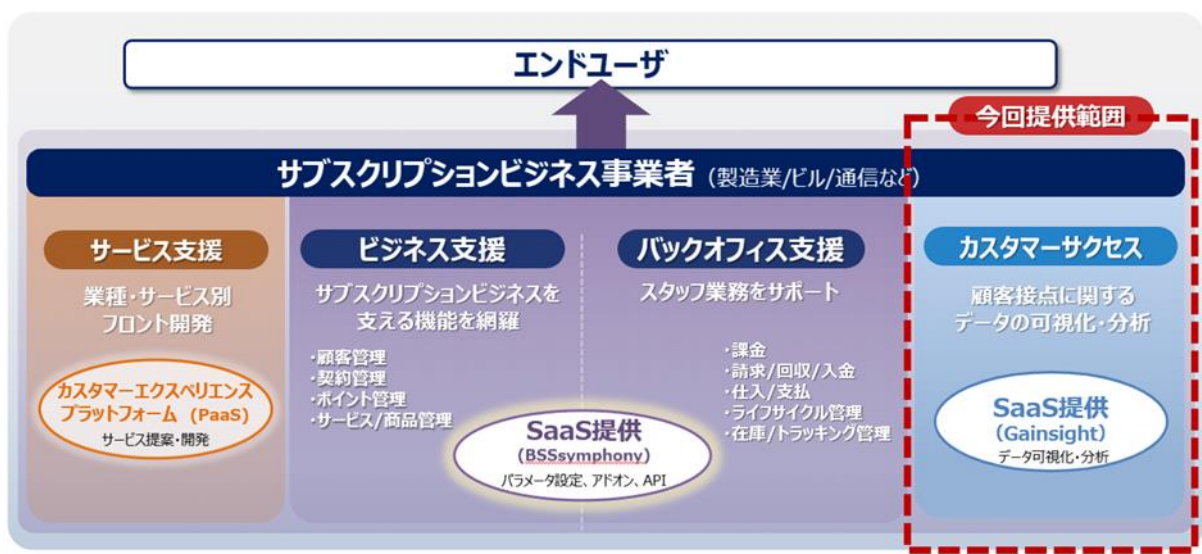 エンドユーザ
今回提供範囲
サブスクリプションビジネス事業者（製造業/ビル/通信など）
サービス支援
業種・サービス別
フロント開発
カスタマーエクスペリエンス
プラットフォーム（PaaS）
サービス提案・開発
ビジネス支援
サブスクリプションビジネスを
支える機能を網羅
・顧客管理
・契約管理
・ポイント管理
・サービス/商品管理
バックオフィス支援
スタッフ業務をサポート
・課金
・請求/回収/入金
・仕入/支払
・ライフサイクル管理
・在庫/トラッキング管理
SaaS提供
（BSSsymphony）
パラメータ設定、アドオン、API
カスタマーサクセス
顧客接点に関する
データの可視化・分析
SaaS提供
（Gainsight）
データ可視化・分析